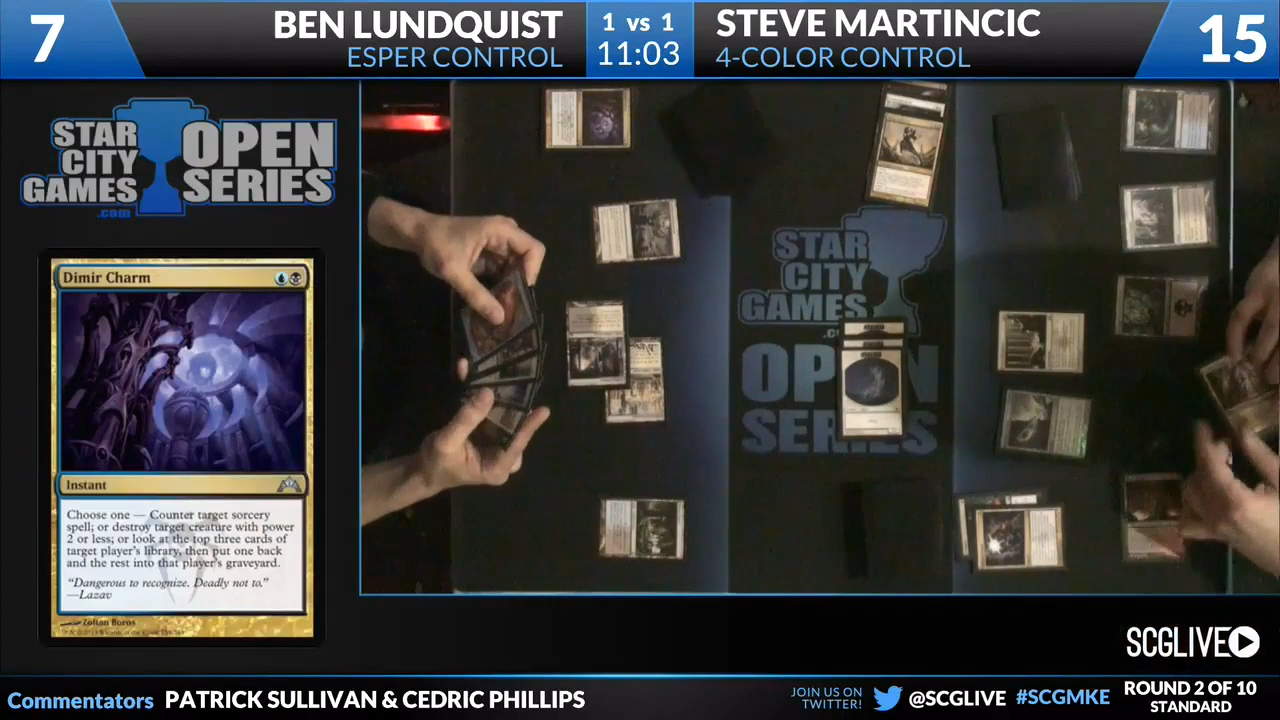 7
BEN LUNDQUIST
ESPER CONTROL
1 vs 1
11:03
STEVE MARTINCIC
4-COLOR CONTROL
15
STAR
CITY
GAMES
.com
OPEN
SERIES
Dimir Charm
Instant
Choose one — Counter target sorcery
spell; or destroy target creature with power
2 or less; or look at the top three cards of
target player's library, then put one back
and the rest into that player's graveyard.
"Dangerous to recognize. Deadly not to."
—Lazav
Zoltan Boros
STAR
CITY
GAMES
OPEN
SERIES
SCGLIVE
Commentators PATRICK SULLIVAN & CEDRIC PHILLIPS
JOIN US ON
TWITTER!
@SCGLIVE #SCGMKE
ROUND 2 OF 10
STANDARD